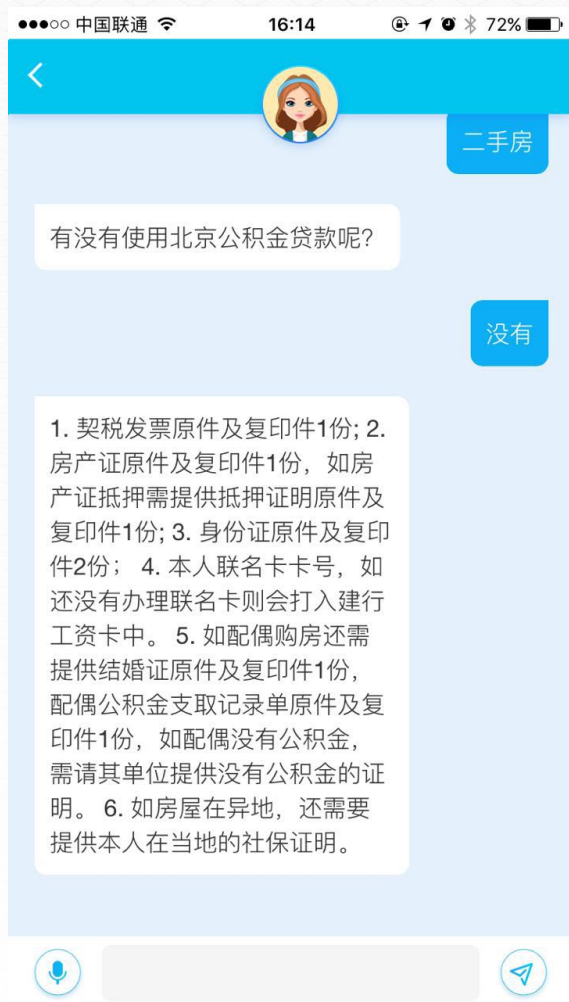 ●●●○○ 中国联通 16:14 72%
二手房
有没有使用北京公积金贷款呢?
没有
1. 契税发票原件及复印件1份; 2.
房产证原件及复印件1份，如房
产证抵押需提供抵押证明原件及
复印件1份; 3. 身份证原件及复印
件2份； 4. 本人联名卡卡号，如
还没有办理联名卡则会打入建行
工资卡中。 5. 如配偶购房还需
提供结婚证原件及复印件1份，
配偶公积金支取记录单原件及复
印件1份，如配偶没有公积金，
需请其单位提供没有公积金的证
明。 6. 如房屋在异地，还需要
提供本人在当地的社保证明。